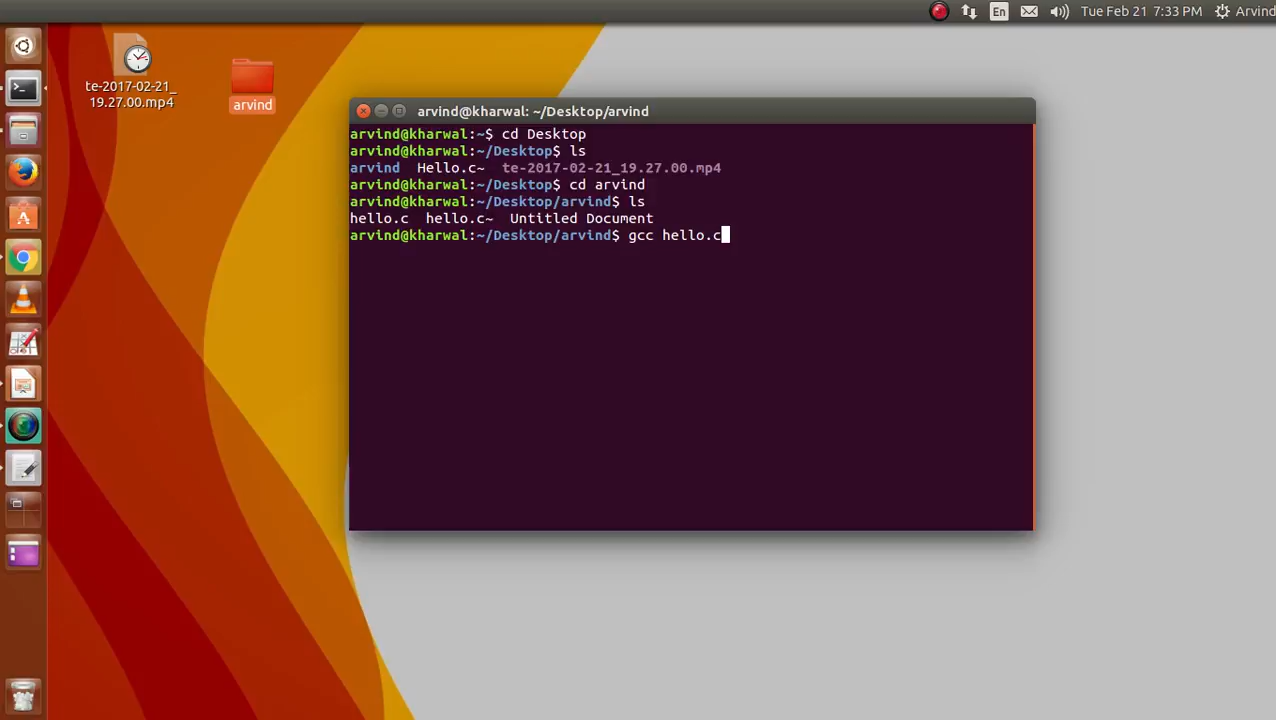 En
Tue Feb 21 7:33 PM
Arvind
te-2017-02-21_
19.27.00.mp4
arvind
arvind@kharwal: ~/Desktop/arvind
arvind@kharwal:~$ cd Desktop
arvind@kharwal:~/Desktop$ ls
arvind  Hello.c~  te-2017-02-21_19.27.00.mp4
arvind@kharwal:~/Desktop$ cd arvind
arvind@kharwal:~/Desktop/arvind$ ls
hello.c  hello.c~  Untitled Document
arvind@kharwal:~/Desktop/arvind$ gcc hello.c